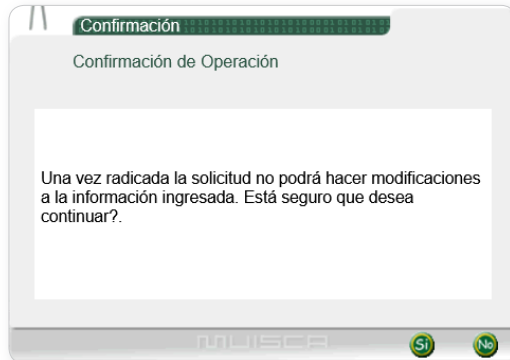 Confirmación
Confirmación de Operación
Una vez radicada la solicitud no podrá hacer modificaciones
a la información ingresada. Está seguro que desea
continuar?.
MUISCA
Si
No